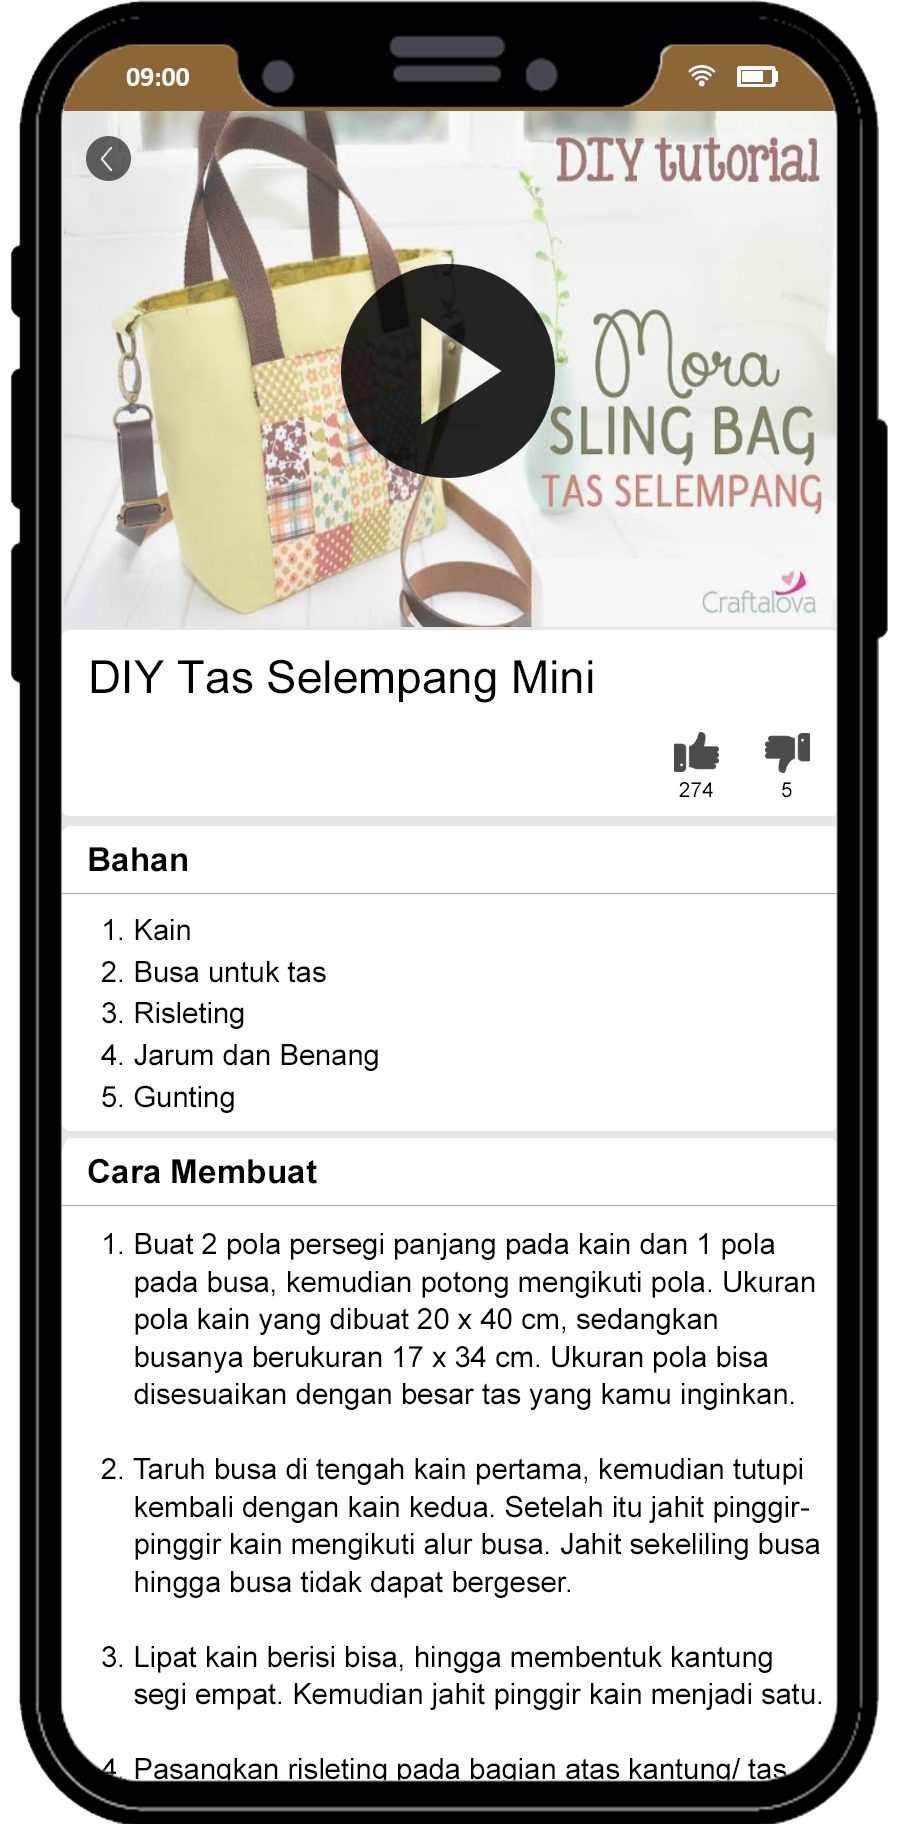 09:00
DIY tutorial
Mora
SLING BAG
TAS SELEMPANG
Craftalova
DIY Tas Selempang Mini
274
5
Bahan
1. Kain
2. Busa untuk tas
3. Risleting
4. Jarum dan Benang
5. Gunting
Cara Membuat
1. Buat 2 pola persegi panjang pada kain dan 1 pola
pada busa, kemudian potong mengikuti pola. Ukuran
pola kain yang dibuat 20 x 40 cm, sedangkan
busanya berukuran 17 x 34 cm. Ukuran pola bisa
disesuaikan dengan besar tas yang kamu inginkan.
2. Taruh busa di tengah kain pertama, kemudian tutupi
kembali dengan kain kedua. Setelah itu jahit pinggir-
pinggir kain mengikuti alur busa. Jahit sekeliling busa
hingga busa tidak dapat bergeser.
3. Lipat kain berisi bisa, hingga membentuk kantung
segi empat. Kemudian jahit pinggir kain menjadi satu.
4. Pasangkan risleting pada bagian atas kantung/ tas